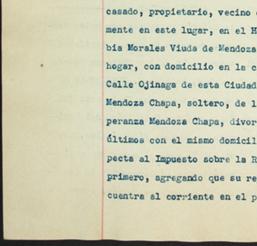 casado, propietario, vecino
mente en este lugar, en el H
bia Morales Viuda de Mendoza
hogar, con domicilio en la c
Calle Ojinaga de esta Ciudad
Mendoza Chapa, soltero, de l
peranza Mendoza Chapa, divor
últimos con el mismo domicil
pecta al Impuesto sobre la R
primero, agregando que su re
cuentra al corriente en el p